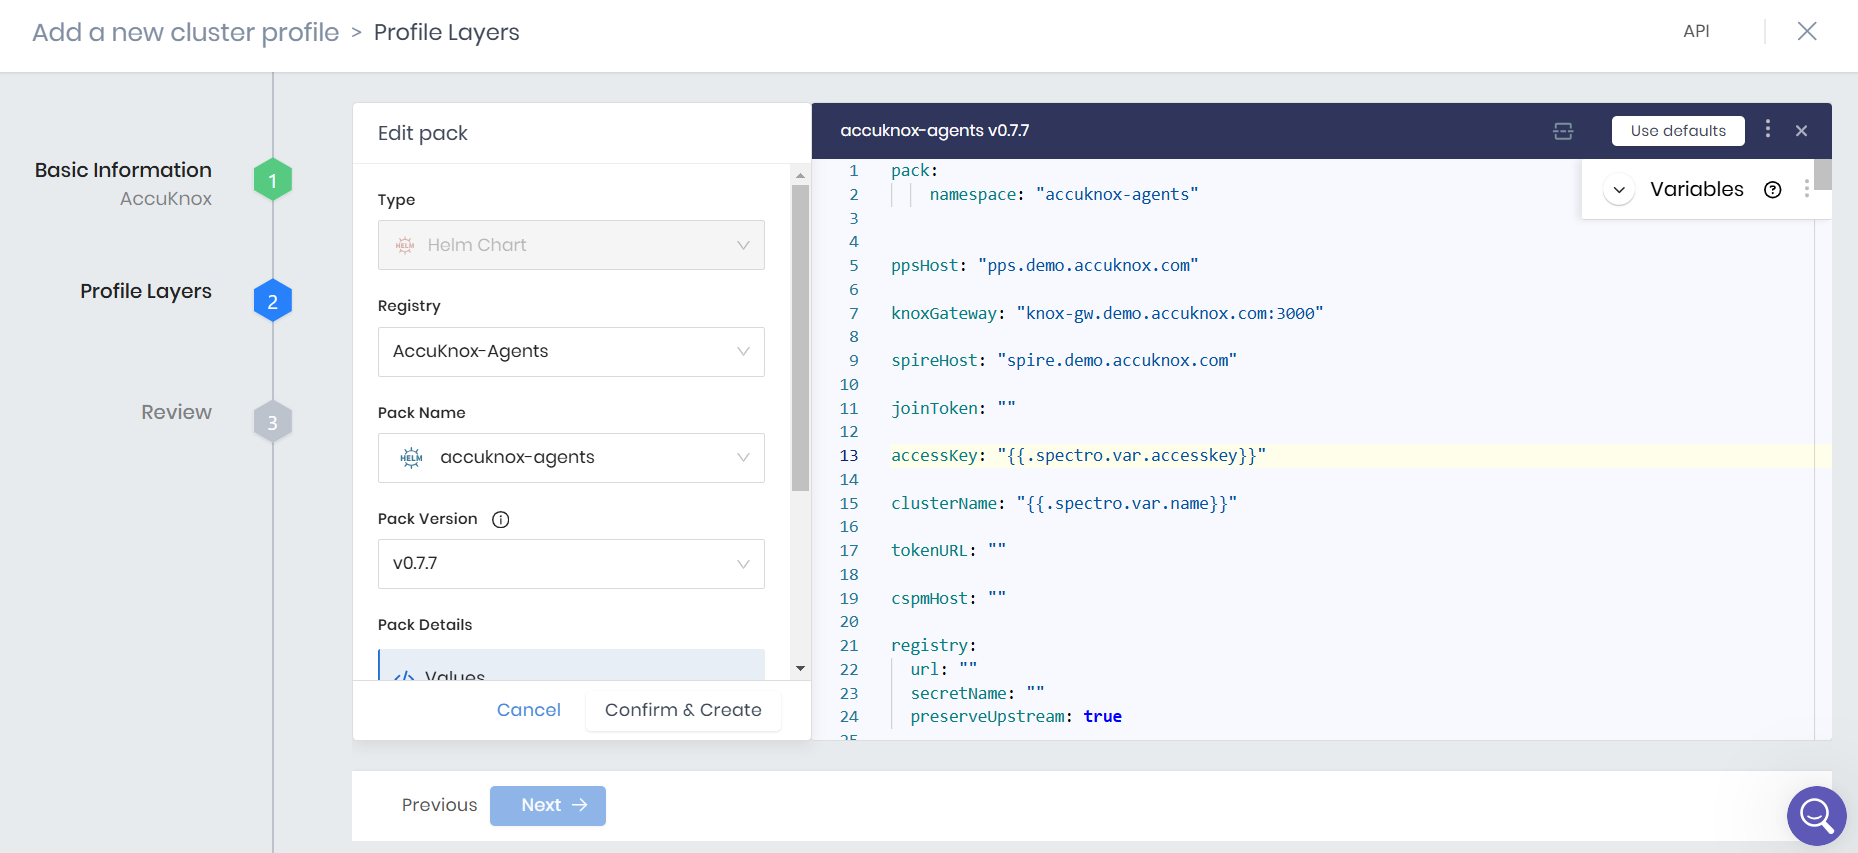 Add a new cluster profile > Profile Layers
API
Basic Information
AccuKnox
1
Profile Layers
2
Review
3
Edit pack
Type
HELM Helm Chart
Registry
AccuKnox-Agents
Pack Name
HELM accuknox-agents
Pack Version
v0.7.7
Pack Details
</> Values
Cancel Confirm & Create
accuknox-agents v0.7.7
Use defaults
Variables
1 pack:
2 namespace: "accuknox-agents"
3
4
5 ppsHost: "pps.demo.accuknox.com"
6
7 knoxGateway: "knox-gw.demo.accuknox.com:3000"
8
9 spireHost: "spire.demo.accuknox.com"
10
11 joinToken: ""
12
13 accessKey: "{{.spectro.var.accesskey}}"
14
15 clusterName: "{{.spectro.var.name}}"
16
17 tokenURL: ""
18
19 cspmHost: ""
20
21 registry:
22 url: ""
23 secretName: ""
24 preserveUpstream: true
25
Previous Next →